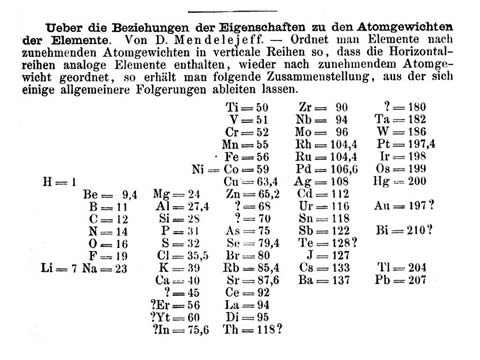 Ueber die Beziehungen der Eigenschaften zu den Atomgewichten
der Elemente. Von D. Mendelejeff. — Ordnet man Elemente nach
zunehmenden Atomgewichten in verticale Reihen so, dass die Horizontal-
reihen analoge Elemente enthalten, wieder nach zunehmendem Atomge-
wicht geordnet, so erhält man folgende Zusammenstellung, aus der sich
einige allgemeinere Folgerungen ableiten lassen.
Ti = 50 Zr = 90 ? = 180
V = 51 Nb = 94 Ta = 182
Cr = 52 Mo = 96 W = 186
Mn = 55 Rh = 104,4 Pt = 197,4
Fe = 56 Ru = 104,4 Ir = 198
Ni = Co = 59 Pd = 106,6 Os = 199
H = 1 Cu = 63,4 Ag = 108 Hg = 200
Be = 9,4 Mg = 24 Zn = 65,2 Cd = 112
B = 11 Al = 27,4 ? = 68 Ur = 116 Au = 197?
C = 12 Si = 28 ? = 70 Sn = 118
N = 14 P = 31 As = 75 Sb = 122 Bi = 210?
O = 16 S = 32 Se = 79,4 Te = 128?
F = 19 Cl = 35,5 Br = 80 J = 127
Li = 7 Na = 23 K = 39 Rb = 85,4 Cs = 133 Tl = 204
Ca = 40 Sr = 87,6 Ba = 137 Pb = 207
? = 45 Ce = 92
?Er = 56 La = 94
?Yt = 60 Di = 95
?In = 75,6 Th = 118?